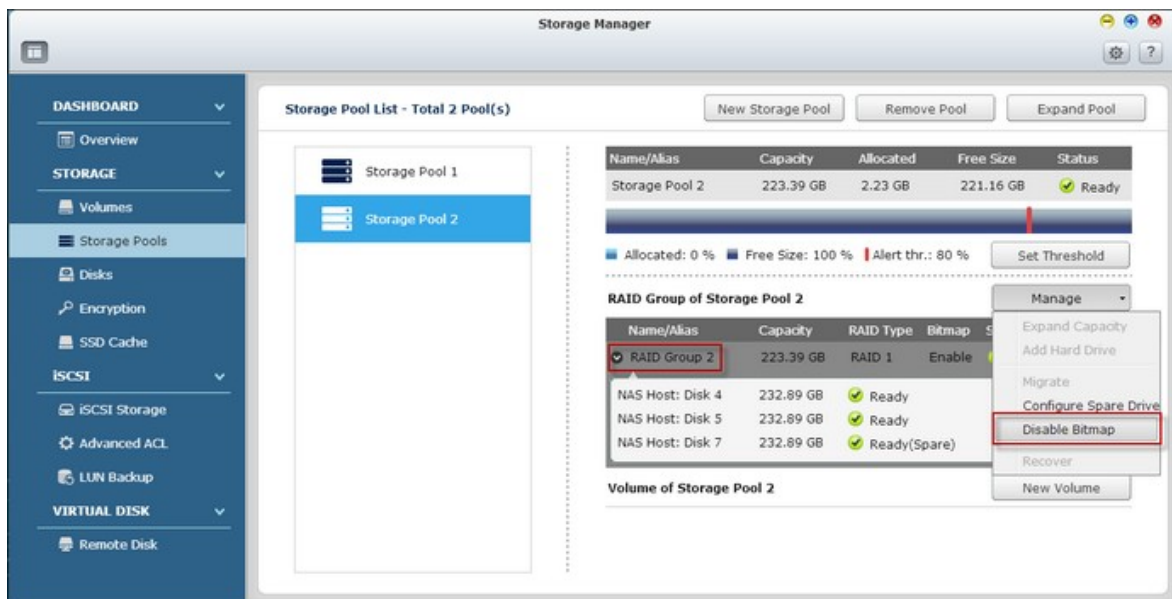 Storage Manager
?
DASHBOARD
Overview
STORAGE
Volumes
Storage Pools
Disks
Encryption
SSD Cache
iSCSI
iSCSI Storage
Advanced ACL
LUN Backup
VIRTUAL DISK
Remote Disk
Storage Pool List - Total 2 Pool(s)
New Storage Pool Remove Pool Expand Pool
Storage Pool 1
Storage Pool 2
Name/Alias Capacity Allocated Free Size Status
Storage Pool 2 223.39 GB 2.23 GB 221.16 GB Ready
Allocated: 0 % Free Size: 100 % Alert thr.: 80 % Set Threshold
RAID Group of Storage Pool 2 Manage
Name/Alias Capacity RAID Type Bitmap S
RAID Group 2 223.39 GB RAID 1 Enable
NAS Host: Disk 4 232.89 GB Ready
NAS Host: Disk 5 232.89 GB Ready
NAS Host: Disk 7 232.89 GB Ready(Spare)
Expand Capacity
Add Hard Drive
Migrate
Configure Spare Drive
Disable Bitmap
Recover
Volume of Storage Pool 2 New Volume